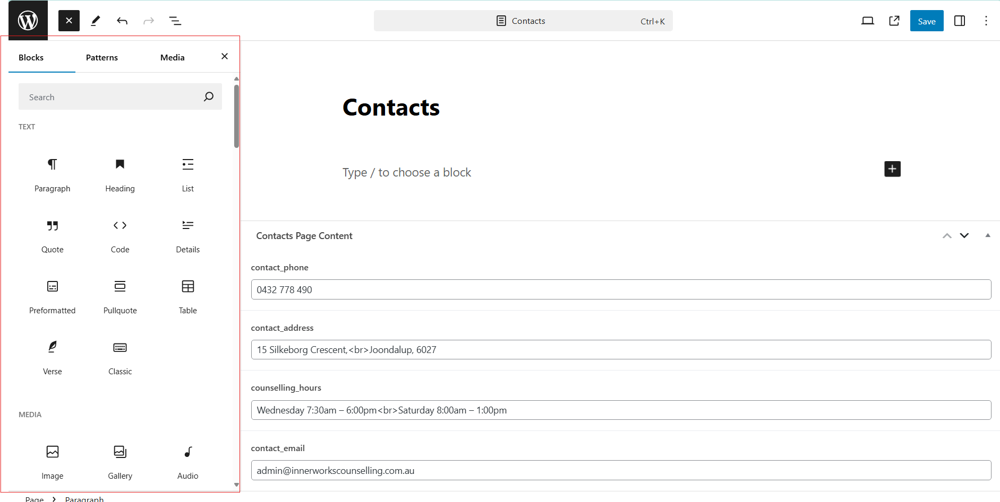 Contacts
Ctrl+K
Save
Blocks
Patterns
Media
Search
TEXT
Paragraph
Heading
List
Quote
Code
Details
Preformatted
Pullquote
Table
Verse
Classic
MEDIA
Image
Gallery
Audio
Contacts
Type / to choose a block
Contacts Page Content
contact_phone
0432 778 490
contact_address
15 Silkeborg Crescent,<br>Joondalup, 6027
counselling_hours
Wednesday 7:30am – 6:00pm<br>Saturday 8:00am – 1:00pm
contact_email
admin@innerworkscounselling.com.au
Page > Paragraph